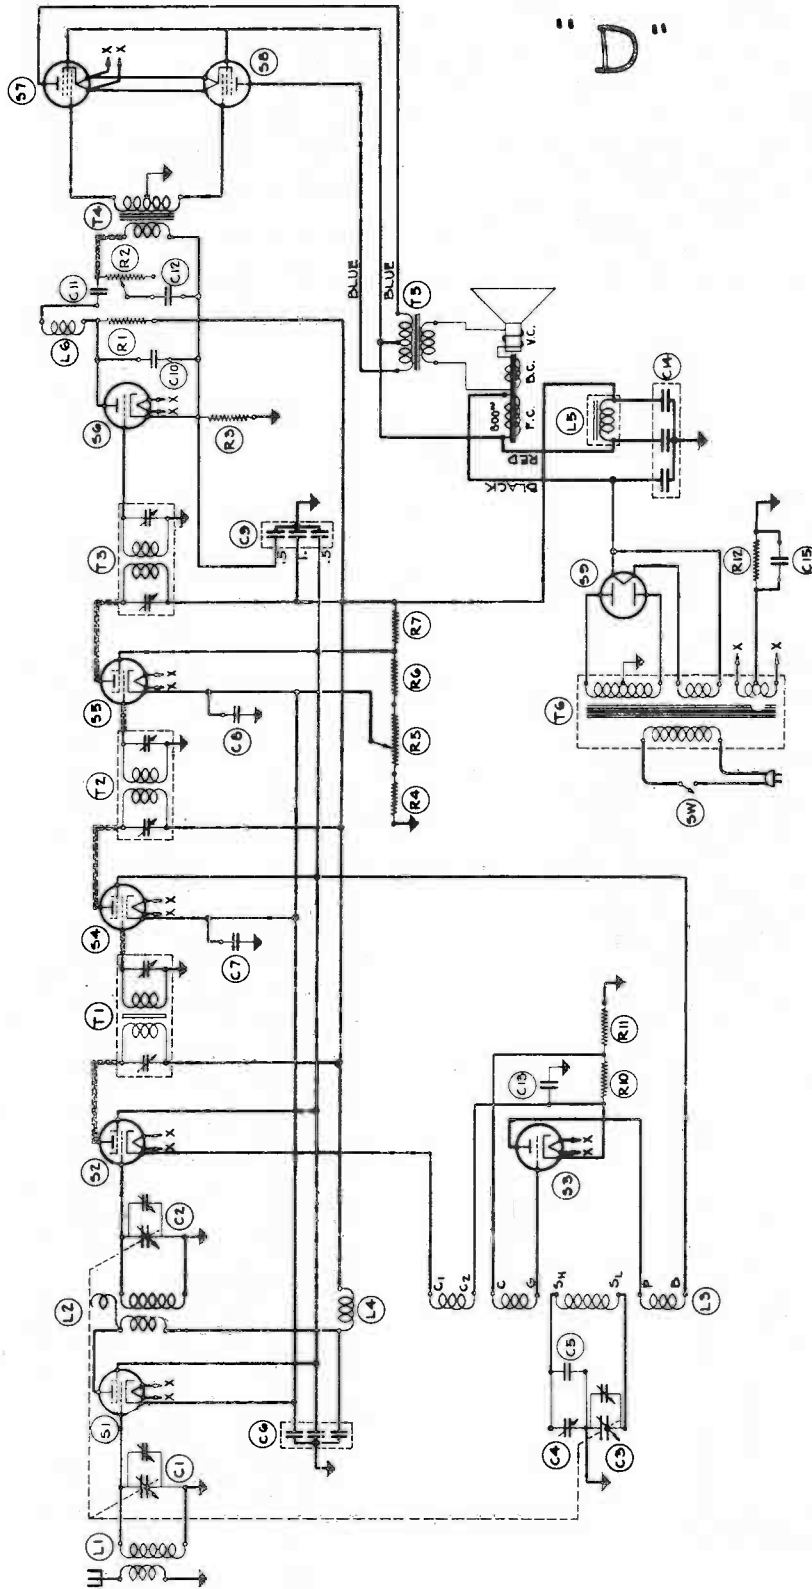 "D"
S7
X
X
S8
T4
C11
R2
C12
L6
R1
C10
BLUE
BLUE
T5
S6
X
X
R3
V.C.
B.C.
800ω
F.C.
RED
BLACK
L5
C14
T3
C9
.5
.5
S9
R12
C15
S5
X
X
R7
R6
R5
R4
C8
T6
X
X
T2
SW
S4
X
X
C7
T1
R11
R10
C13
S2
X
X
S3
X
X
C2
L2
L4
C1
C2
C
G
SH
SL
P
B
L3
S1
X
X
C6
C5
C4
C3
C1
L1